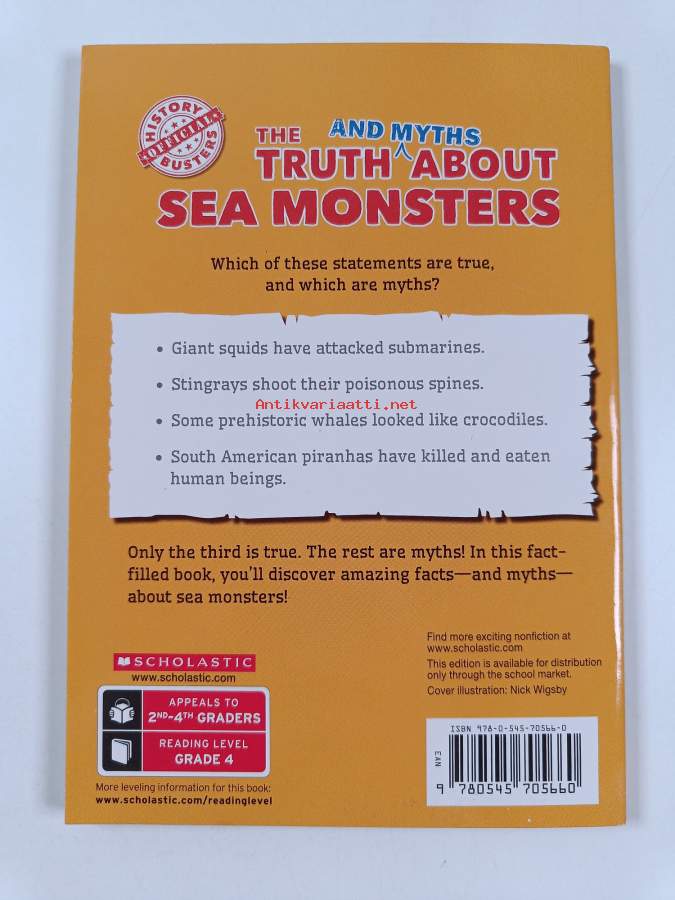 HISTORY
OFFICIAL
BUSTERS
AND MYTHS
THE
TRUTH ABOUT
SEA MONSTERS
Which of these statements are true,
and which are myths?
• Giant squids have attacked submarines.
• Stingrays shoot their poisonous spines.
Antikvariaatti.net
• Some prehistoric whales looked like crocodiles.
• South American piranhas have killed and eaten
human beings.
Only the third is true. The rest are myths! In this fact-
filled book, you'll discover amazing facts—and myths—
about sea monsters!
SCHOLASTIC
www.scholastic.com
APPEALS TO
2ND–4TH GRADERS
READING LEVEL
GRADE 4
More leveling information for this book:
www.scholastic.com/readinglevel
Find more exciting nonfiction at
www.scholastic.com
This edition is available for distribution
only through the school market.
Cover illustration: Nick Wigsby
ISBN 978-0-545-70566-0
EAN
9 780545 705660